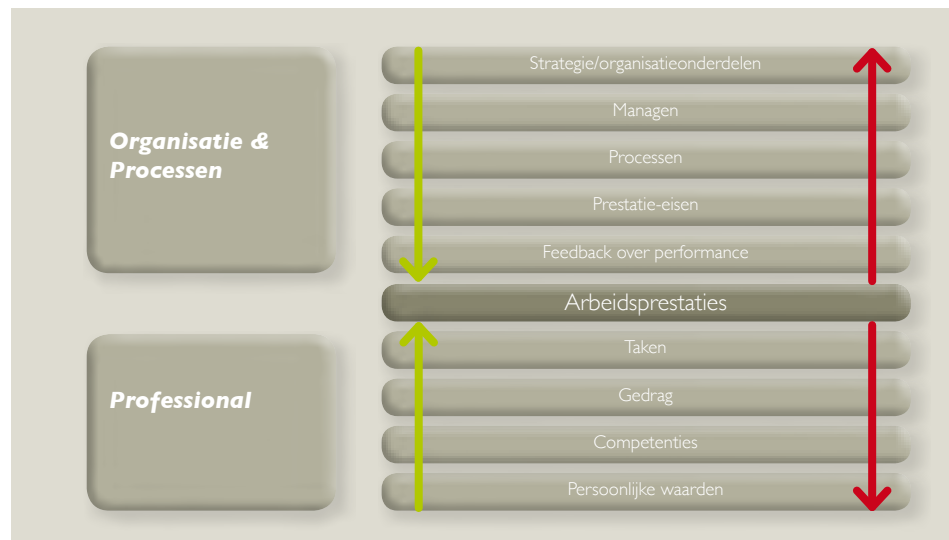 Organisatie &
Processen
Strategie/organisatieonderdelen
Managen
Processen
Prestatie-eisen
Feedback over performance
Arbeidsprestaties
Professional
Taken
Gedrag
Competenties
Persoonlijke waarden